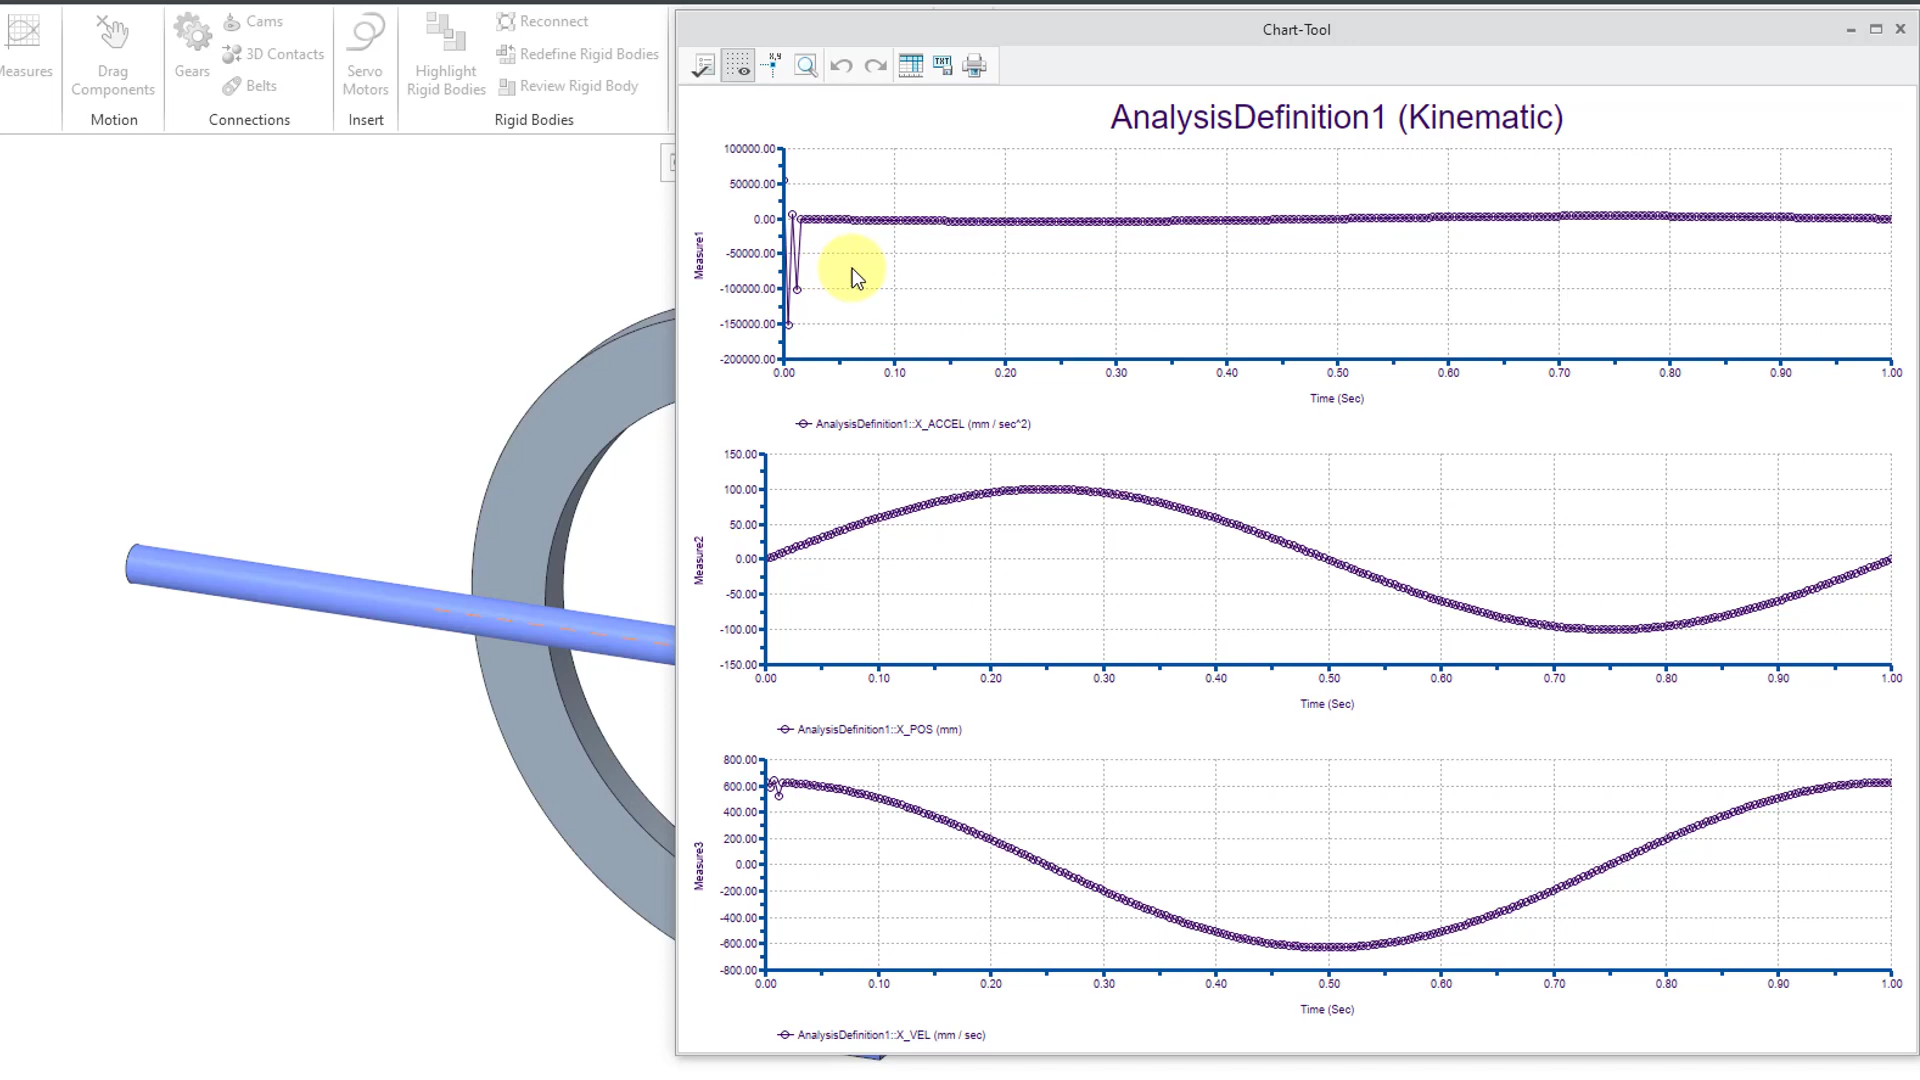 Measures
Drag
Components
Motion
Gears
Cams
3D Contacts
Belts
Connections
Servo
Motors
Insert
Highlight
Rigid Bodies
Reconnect
Redefine Rigid Bodies
Review Rigid Body
Rigid Bodies
Chart-Tool
X,Y
TXT
AnalysisDefinition1 (Kinematic)
Measure1
100000.00
50000.00
0.00
-50000.00
-100000.00
-150000.00
-200000.00
0.00 0.10 0.20 0.30 0.40 0.50 0.60 0.70 0.80 0.90 1.00
Time (Sec)
AnalysisDefinition1::X_ACCEL (mm / sec^2)
Measure2
150.00
100.00
50.00
0.00
-50.00
-100.00
-150.00
0.00 0.10 0.20 0.30 0.40 0.50 0.60 0.70 0.80 0.90 1.00
Time (Sec)
AnalysisDefinition1::X_POS (mm)
Measure3
800.00
600.00
400.00
200.00
0.00
-200.00
-400.00
-600.00
-800.00
0.00 0.10 0.20 0.30 0.40 0.50 0.60 0.70 0.80 0.90 1.00
Time (Sec)
AnalysisDefinition1::X_VEL (mm / sec)